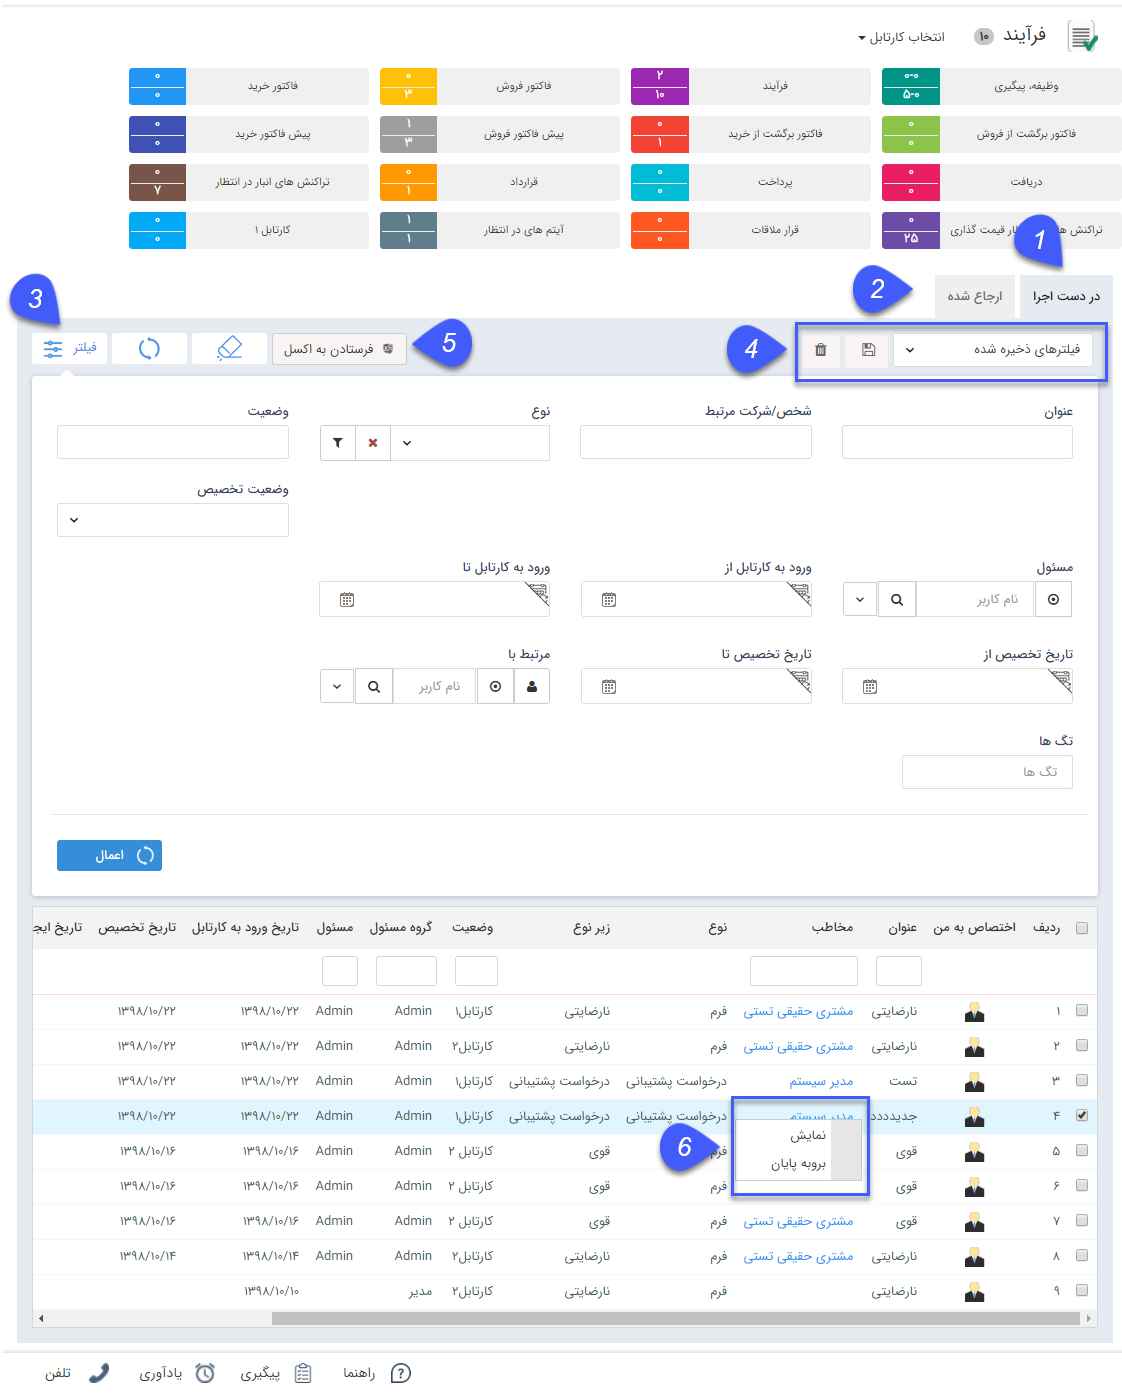 فرآیند ۱۰ انتخاب کارتابل
وظیفه، پیگیری ۰-۰ ۵-۰ فرآیند ۲ ۱۰ فاکتور فروش ۰ ۳ فاکتور خرید ۰ ۰
فاکتور برگشت از فروش ۰ ۰ فاکتور برگشت از خرید ۰ ۱ پیش فاکتور فروش ۱ ۳ پیش فاکتور خرید ۰ ۰
دریافت ۰ ۰ پرداخت ۰ ۰ قرارداد ۰ ۱ تراکنش های انبار در انتظار ۰ ۷
تراکنش ه قیمت گذاری ۰ ۲۵ قرار ملاقات ۰ ۰ آیتم های در انتظار ۱ ۱ کارتابل ۱ ۰ ۰
1
در دست اجرا ارجاع شده 2
3
فیلترهای ذخیره شده 4 5 فرستادن به اکسل فیلتر
عنوان شخص/شرکت مرتبط نوع وضعیت
وضعیت تخصیص
مسئول ورود به کارتابل از ورود به کارتابل تا
نام کاربر
تاریخ تخصیص از تاریخ تخصیص تا مرتبط با
نام کاربر
تگ ها
تگ ها
اعمال
ردیف اختصاص به من عنوان مخاطب نوع زیر نوع وضعیت گروه مسئول مسئول تاریخ ورود به کارتابل تاریخ تخصیص تاریخ ایج
۱ نارضایتی مشتری حقیقی تستی فرم نارضایتی کارتابل۱ Admin Admin ۱۳۹۸/۱۰/۲۲ ۱۳۹۸/۱۰/۲۲
۲ نارضایتی مشتری حقیقی تستی فرم نارضایتی کارتابل۲ Admin Admin ۱۳۹۸/۱۰/۲۲ ۱۳۹۸/۱۰/۲۲
۳ تست مدیر سیستم درخواست پشتیبانی درخواست پشتیبانی کارتابل۱ Admin Admin ۱۳۹۸/۱۰/۲۲ ۱۳۹۸/۱۰/۲۲
۴ جدیدددد مدیر سیستم درخواست پشتیبانی درخواست پشتیبانی کارتابل۱ Admin Admin ۱۳۹۸/۱۰/۲۲ ۱۳۹۸/۱۰/۲۲
نمایش
بروبه پایان
6
۵ قوی فرم قوی کارتابل ۲ Admin Admin ۱۳۹۸/۱۰/۱۶ ۱۳۹۸/۱۰/۱۶
۶ قوی فرم قوی کارتابل ۲ Admin Admin ۱۳۹۸/۱۰/۱۶ ۱۳۹۸/۱۰/۱۶
۷ قوی مشتری حقیقی تستی فرم قوی کارتابل ۲ Admin Admin ۱۳۹۸/۱۰/۱۶ ۱۳۹۸/۱۰/۱۶
۸ نارضایتی مشتری حقیقی تستی فرم نارضایتی کارتابل۲ Admin Admin ۱۳۹۸/۱۰/۱۴ ۱۳۹۸/۱۰/۱۴
۹ نارضایتی فرم نارضایتی کارتابل۲ مدیر ۱۳۹۸/۱۰/۱۰
راهنما پیگیری یادآوری تلفن